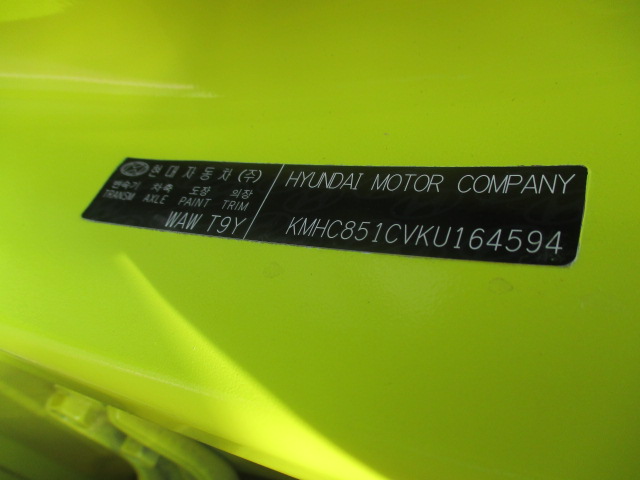 현대자동차(주)
변속기 차축 도장 의장
TRANSM AXLE PAINT TRIM
WAW T9Y
HYUNDAI MOTOR COMPANY
KMHC851CVKU164594